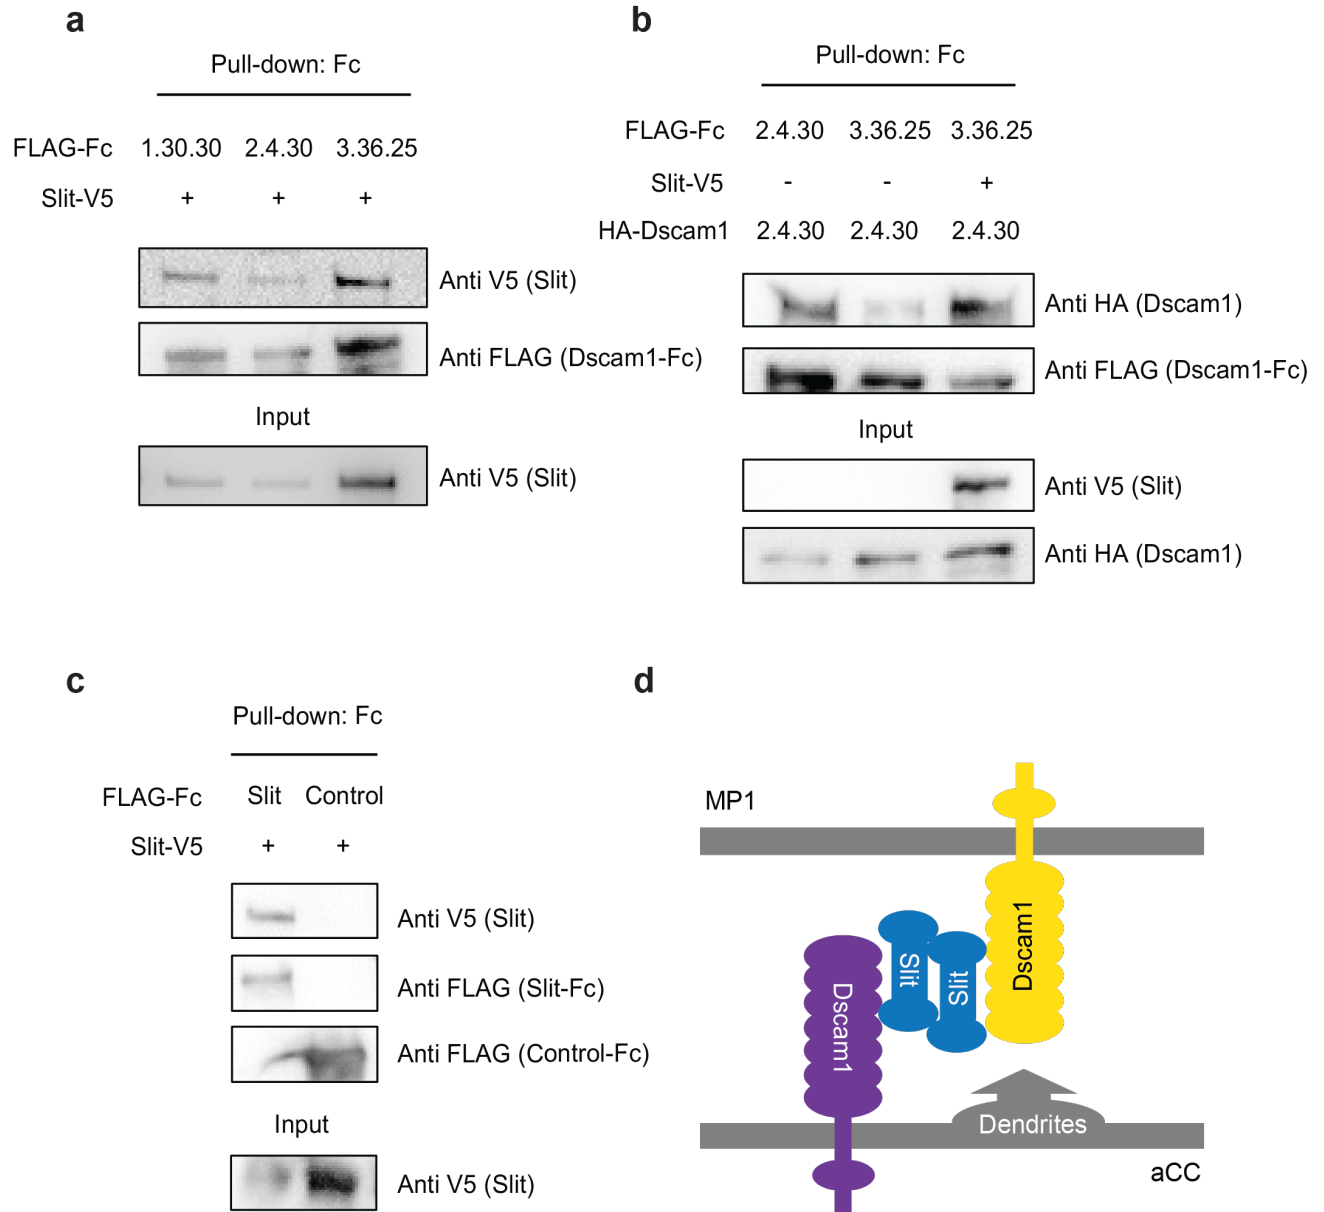 a
Pull-down: Fc
FLAG-Fc 1.30.30 2.4.30 3.36.25
Slit-V5 + + +
Anti V5 (Slit)
Anti FLAG (Dscam1-Fc)
Input
Anti V5 (Slit)
b
Pull-down: Fc
FLAG-Fc 2.4.30 3.36.25 3.36.25
Slit-V5 - - +
HA-Dscam1 2.4.30 2.4.30 2.4.30
Anti HA (Dscam1)
Anti FLAG (Dscam1-Fc)
Input
Anti V5 (Slit)
Anti HA (Dscam1)
c
Pull-down: Fc
FLAG-Fc Slit Control
Slit-V5 + +
Anti V5 (Slit)
Anti FLAG (Slit-Fc)
Anti FLAG (Control-Fc)
Input
Anti V5 (Slit)
d
MP1
Dscam1
Slit
Slit
Dscam1
Dendrites
aCC